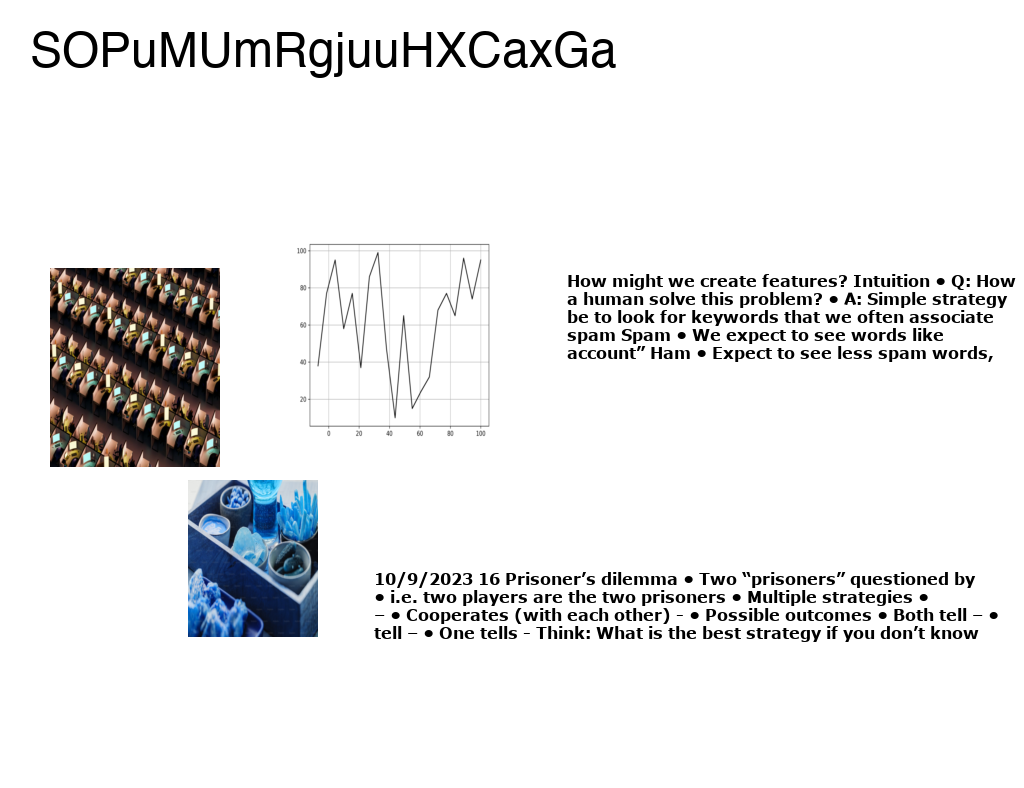 SOPuMUmRgjuuHXCaxGa
100
80
60
40
20
0 20 40 60 80 100
How might we create features? Intuition • Q: How
a human solve this problem? • A: Simple strategy
be to look for keywords that we often associate
spam Spam • We expect to see words like
account” Ham • Expect to see less spam words,
10/9/2023 16 Prisoner’s dilemma • Two “prisoners” questioned by
• i.e. two players are the two prisoners • Multiple strategies •
– • Cooperates (with each other) - • Possible outcomes • Both tell – •
tell – • One tells - Think: What is the best strategy if you don’t know